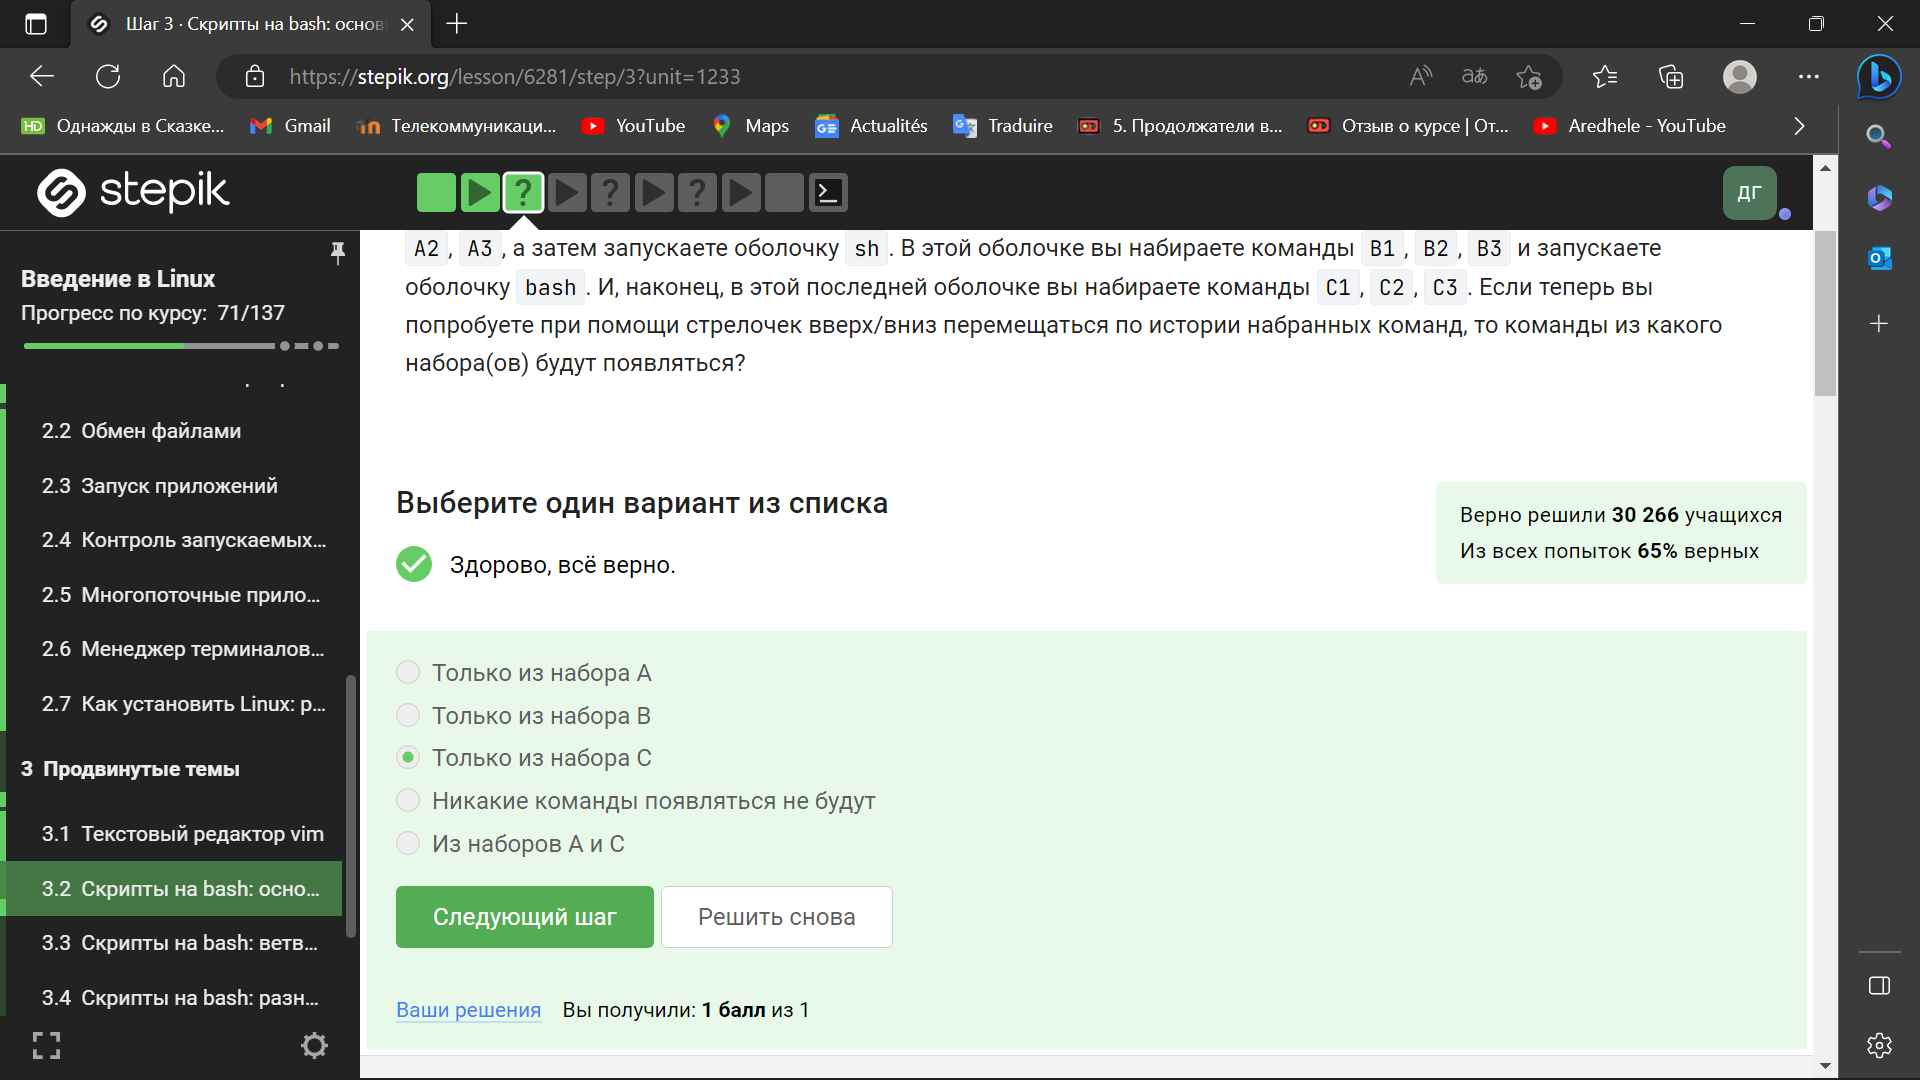 Шаг 3 · Скрипты на bash: основ
https://stepik.org/lesson/6281/step/3?unit=1233
Однажды в Сказке...
Gmail
Телекоммуникаци...
YouTube
Maps
Actualités
Traduire
5. Продолжатели в...
Отзыв о курсе | От...
Aredhele - YouTube
stepik
ДГ
Введение в Linux
Прогресс по курсу: 71/137
2.2 Обмен файлами
2.3 Запуск приложений
2.4 Контроль запускаемых...
2.5 Многопоточные прило...
2.6 Менеджер терминалов...
2.7 Как установить Linux: р...
3 Продвинутые темы
3.1 Текстовый редактор vim
3.2 Скрипты на bash: осно...
3.3 Скрипты на bash: ветв...
3.4 Скрипты на bash: разн...
A2, A3, а затем запускаете оболочку sh. В этой оболочке вы набираете команды B1, B2, B3 и запускаете
оболочку bash. И, наконец, в этой последней оболочке вы набираете команды C1, C2, C3. Если теперь вы
попробуете при помощи стрелочек вверх/вниз перемещаться по истории набранных команд, то команды из какого
набора(ов) будут появляться?
Выберите один вариант из списка
Здорово, всё верно.
Верно решили 30 266 учащихся
Из всех попыток 65% верных
Только из набора A
Только из набора B
Только из набора C
Никакие команды появляться не будут
Из наборов A и C
Следующий шаг
Решить снова
Ваши решения Вы получили: 1 балл из 1